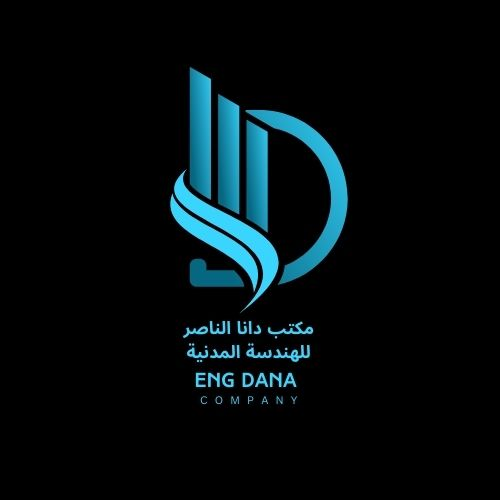 مكتب دانا الناصر
للهندسة المدنية
ENG DANA
COMPANY